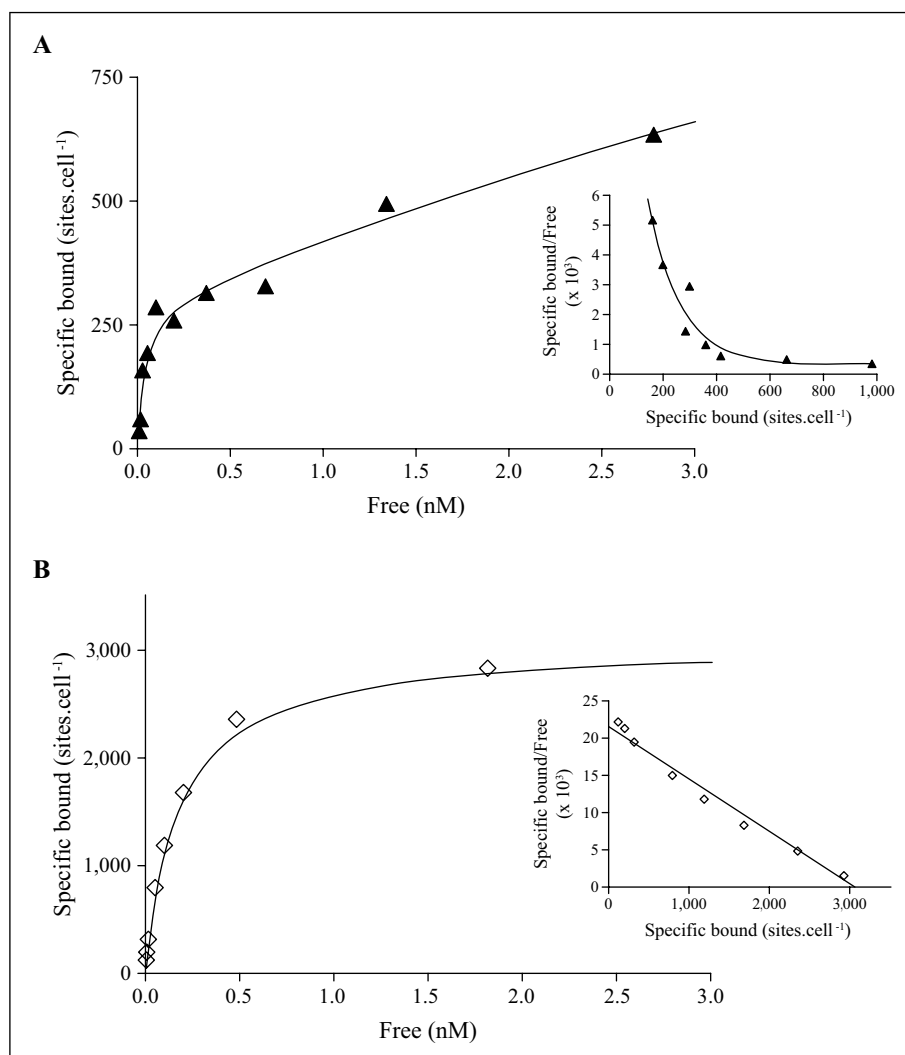 A
750
500
250
0
Specific bound (sites.cell⁻¹)
0.0 0.5 1.0 1.5 2.0 2.5 3.0
Free (nM)
6
5
4
3
2
1
0
Specific bound/Free
(x 10³)
0 200 400 600 800 1,000
Specific bound (sites.cell⁻¹)
B
3,000
2,000
1,000
0
Specific bound (sites.cell⁻¹)
0.0 0.5 1.0 1.5 2.0 2.5 3.0
Free (nM)
25
20
15
10
5
0
Specific bound/Free
(x 10³)
0 1,000 2,000 3,000
Specific bound (sites.cell⁻¹)